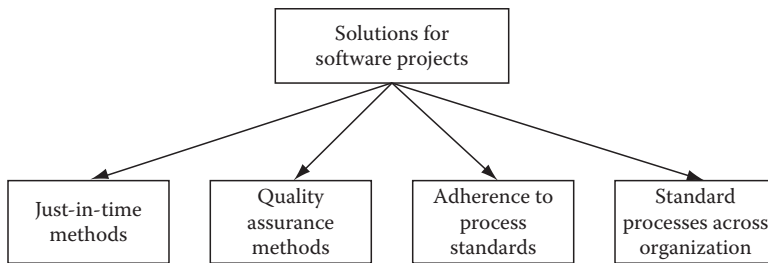 Solutions for
software projects
Just-in-time
methods
Quality
assurance
methods
Adherence to
process
standards
Standard
processes across
organization